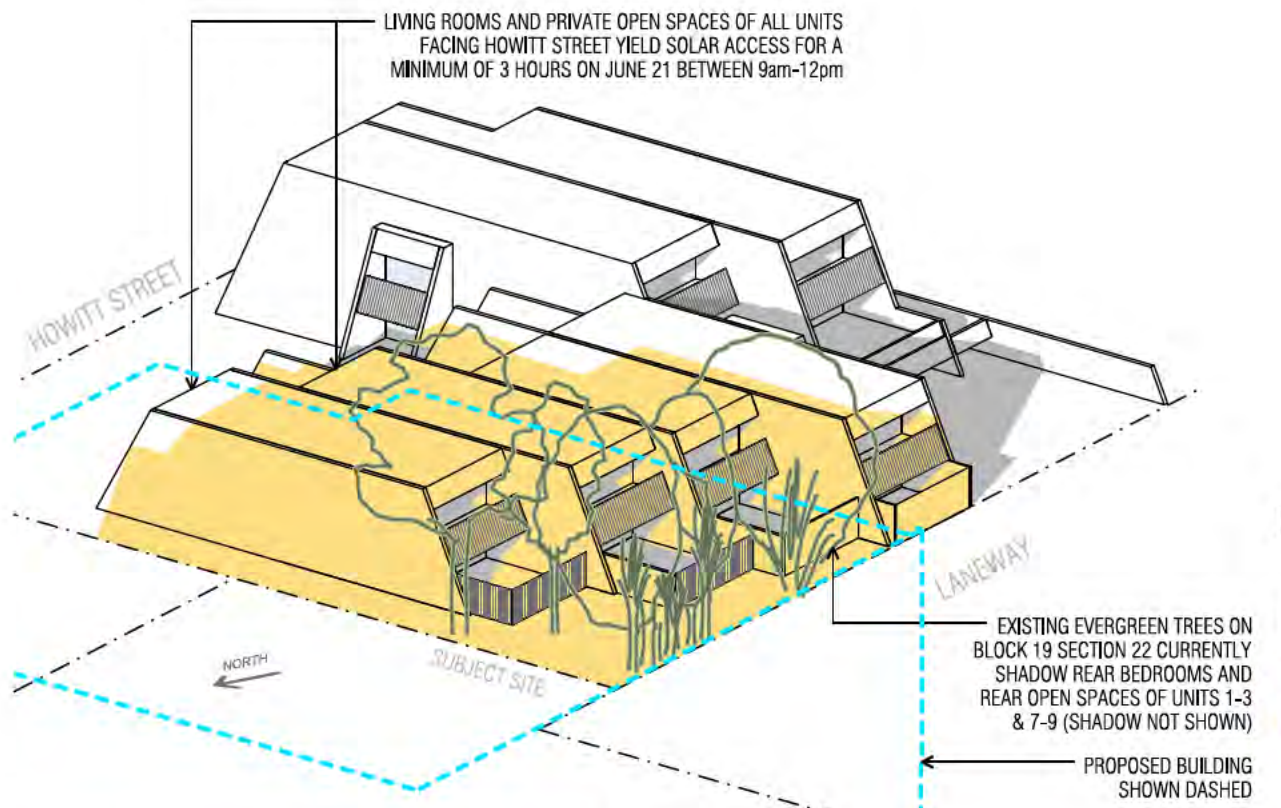 LIVING ROOMS AND PRIVATE OPEN SPACES OF ALL UNITS
FACING HOWITT STREET YIELD SOLAR ACCESS FOR A
MINIMUM OF 3 HOURS ON JUNE 21 BETWEEN 9am-12pm
HOWITT STREET
LANEWAY
NORTH
SUBJECT SITE
EXISTING EVERGREEN TREES ON
BLOCK 19 SECTION 22 CURRENTLY
SHADOW REAR BEDROOMS AND
REAR OPEN SPACES OF UNITS 1-3
& 7-9 (SHADOW NOT SHOWN)
PROPOSED BUILDING
SHOWN DASHED